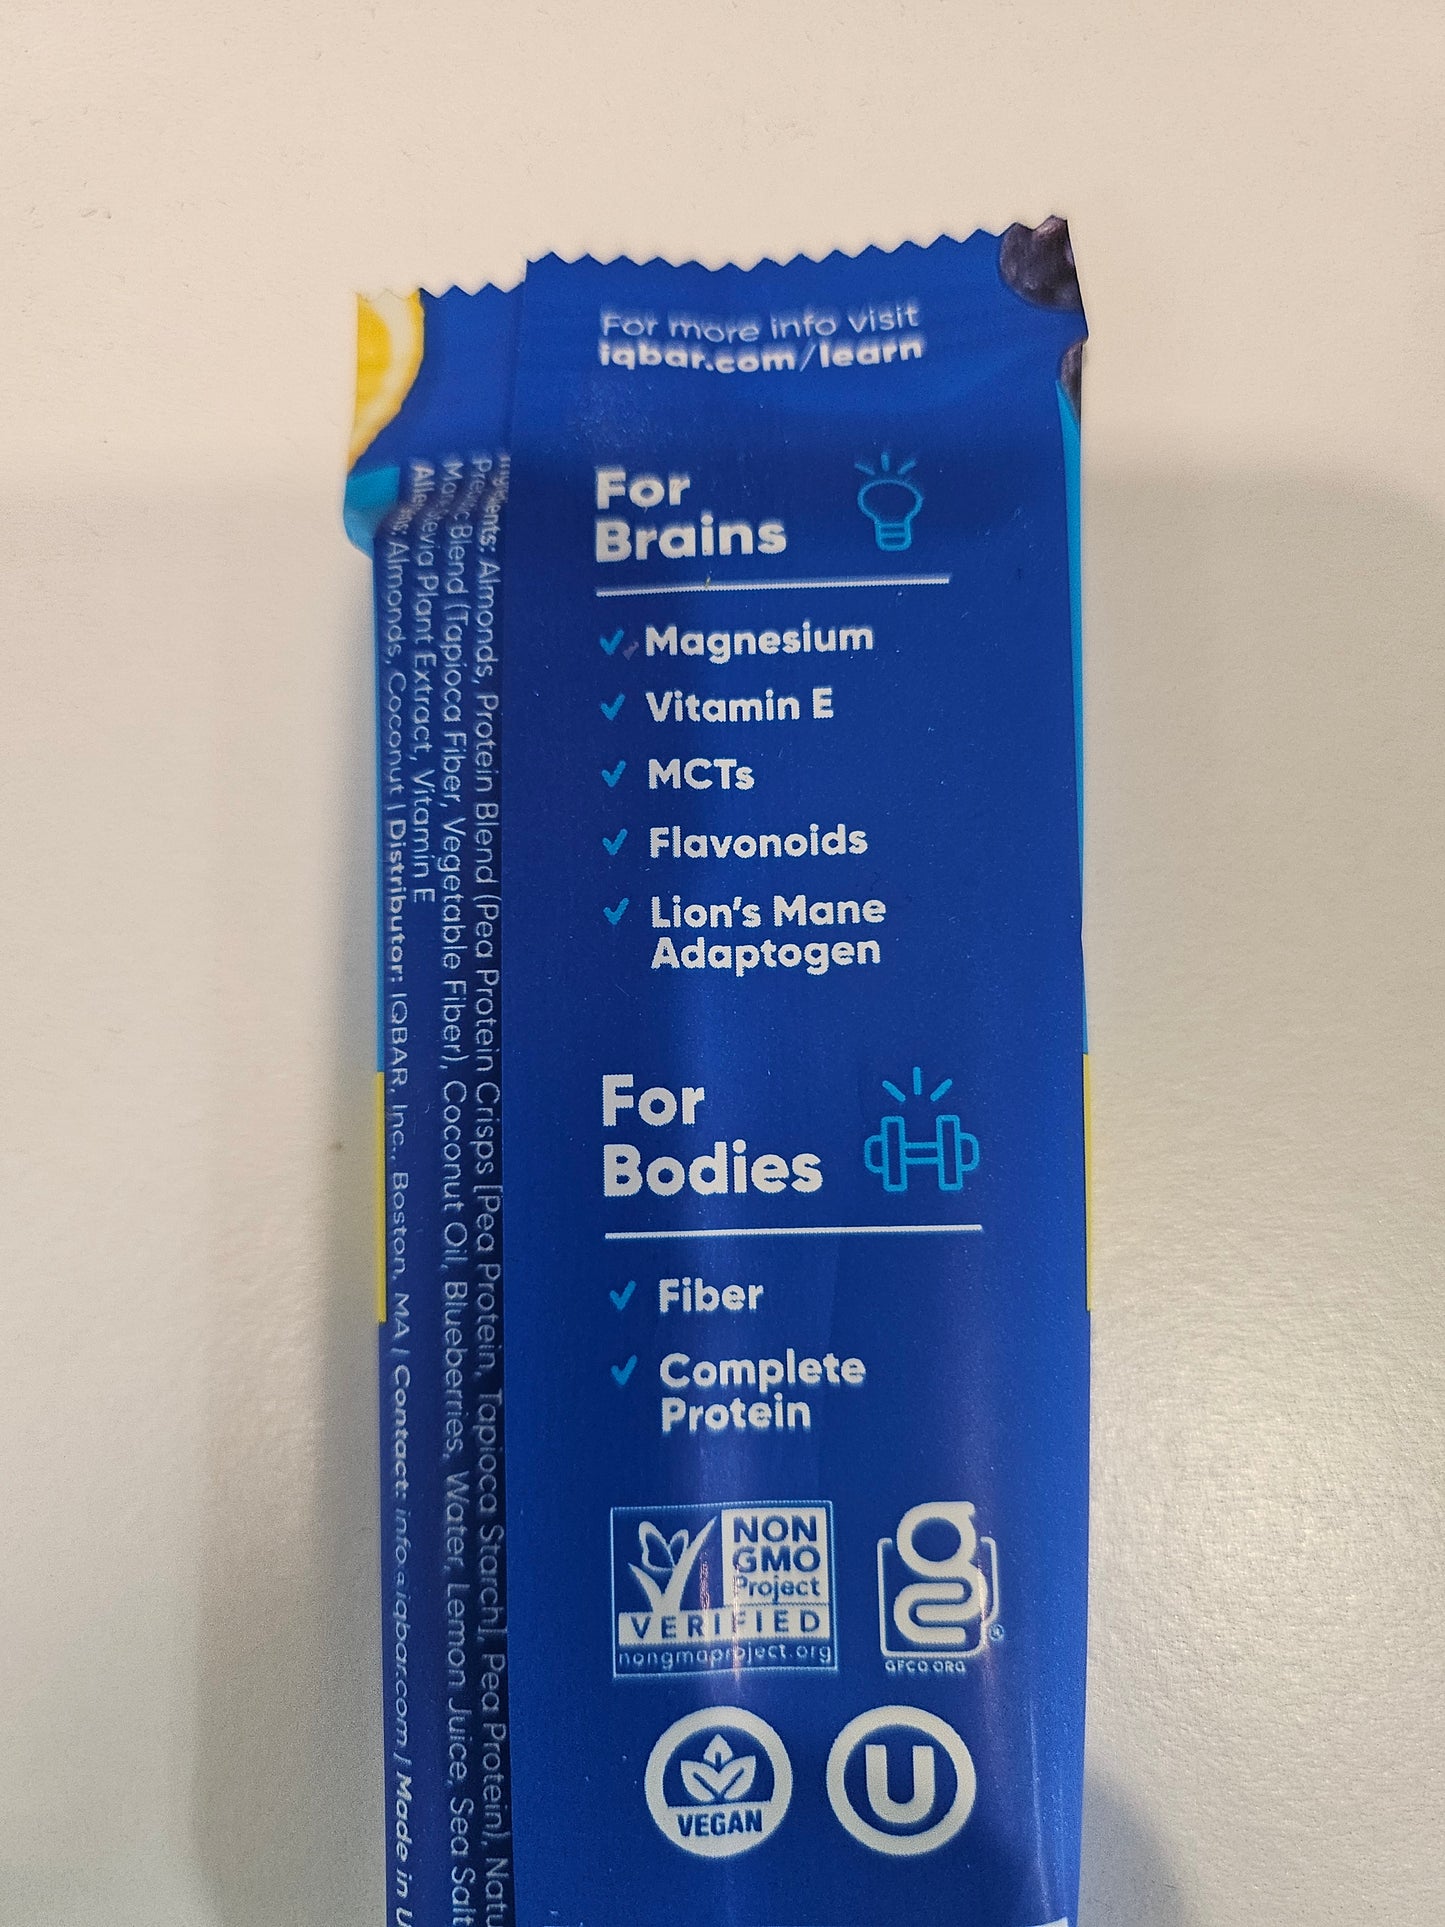 For more info visit
iqbar.com/learn
For
Brains
Magnesium
Vitamin E
MCTs
Flavonoids
Lion's Mane
Adaptogen
For
Bodies
Fiber
Complete
Protein
NON
GMO
Project
VERIFIED
nongmoproject.org
GFCO.ORG
VEGAN
U
Ingredients: Almonds, Protein Blend (Pea Protein Crisps [Pea Protein, Tapioca Starch], Pea Protein),
Blend (Tapioca Fiber, Vegetable Fiber), Coconut Oil, Blueberries, Water, Lemon Juice, Sea Salt
Plant Extract, Vitamin E
Almonds, Coconut | Distributor: IQBAR, Inc., Boston, MA | Contact: info@iqbar.com | Made in